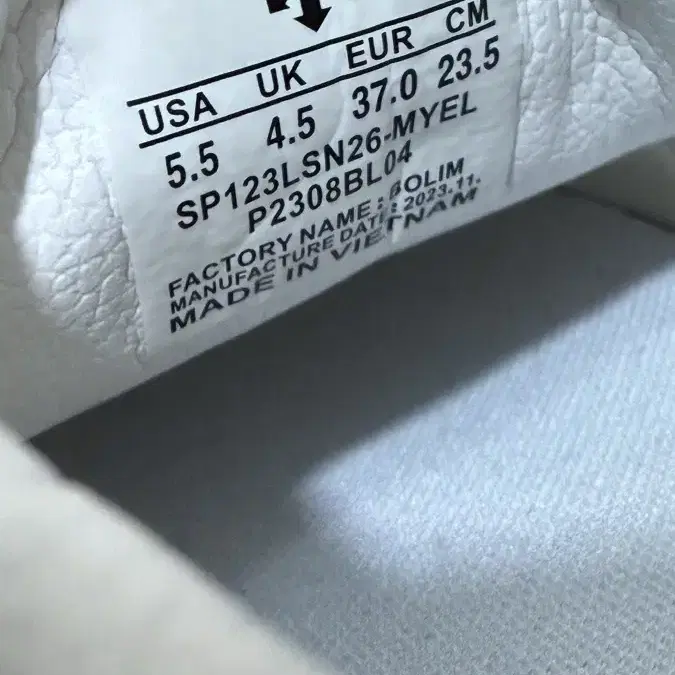 USA UK EUR CM
5.5 4.5 37.0 23.5
SP123LSN26-MYEL
P2308BL04
FACTORY NAME : BOLIM
MANUFACTURE DATE : 2023.11.
MADE IN VIETNAM